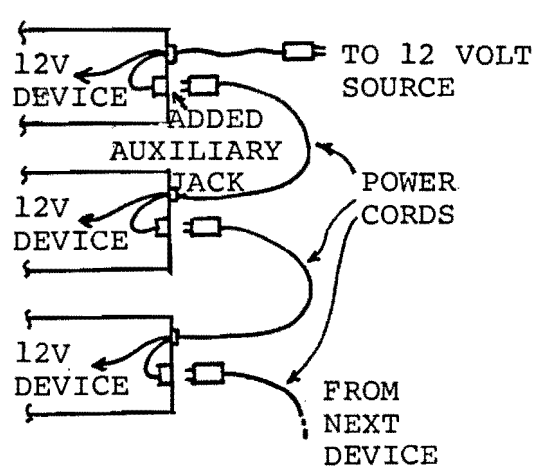 12V
DEVICE
TO 12 VOLT
SOURCE
ADDED
AUXILIARY
JACK
12V
DEVICE
POWER
CORDS
12V
DEVICE
FROM
NEXT
DEVICE